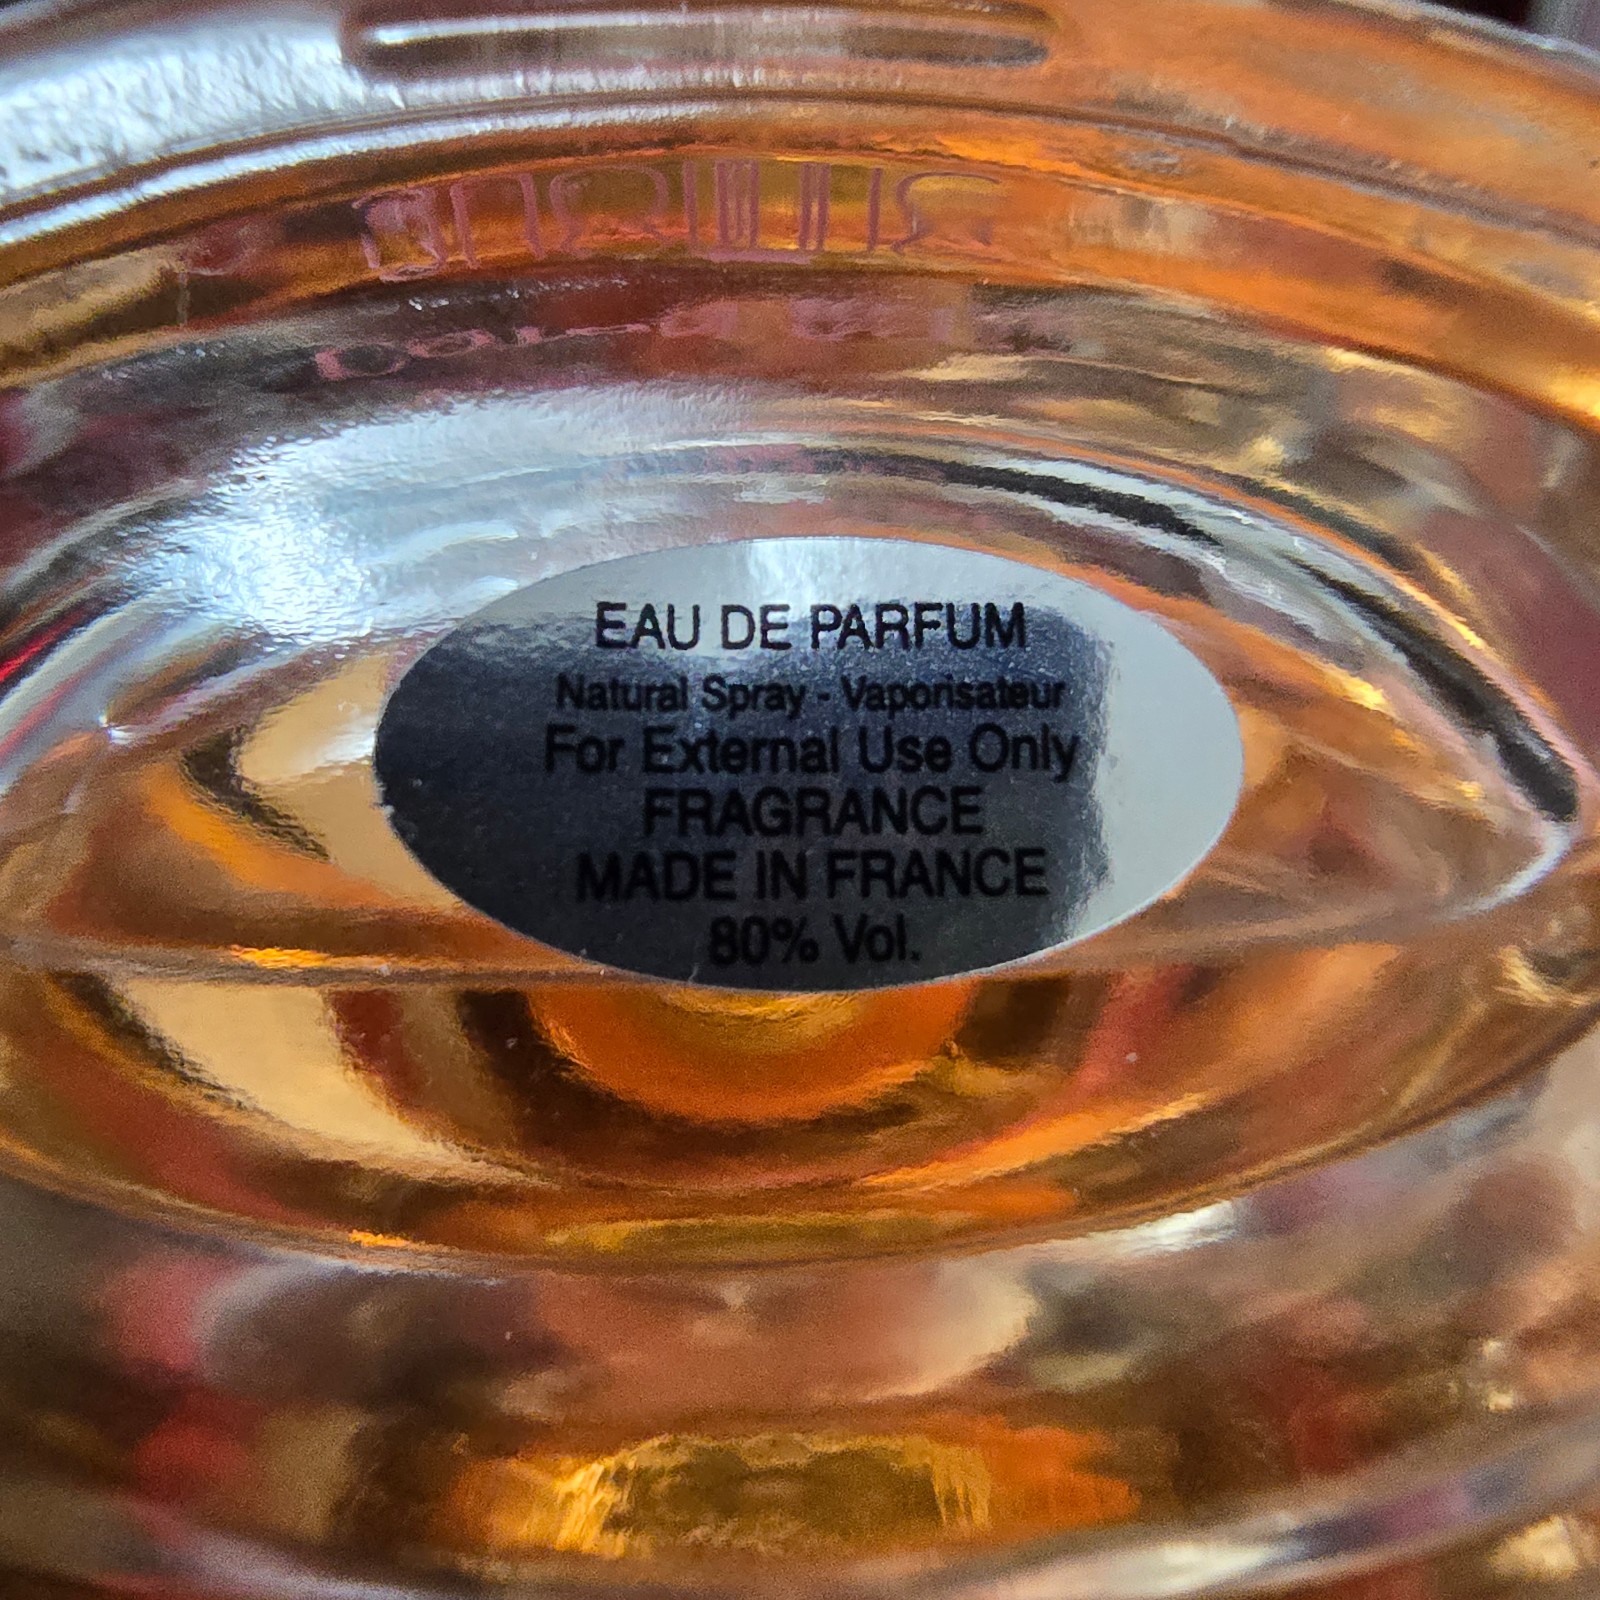 EAU DE PARFUM
Natural Spray - Vaporisateur
For External Use Only
FRAGRANCE
MADE IN FRANCE
80% Vol.